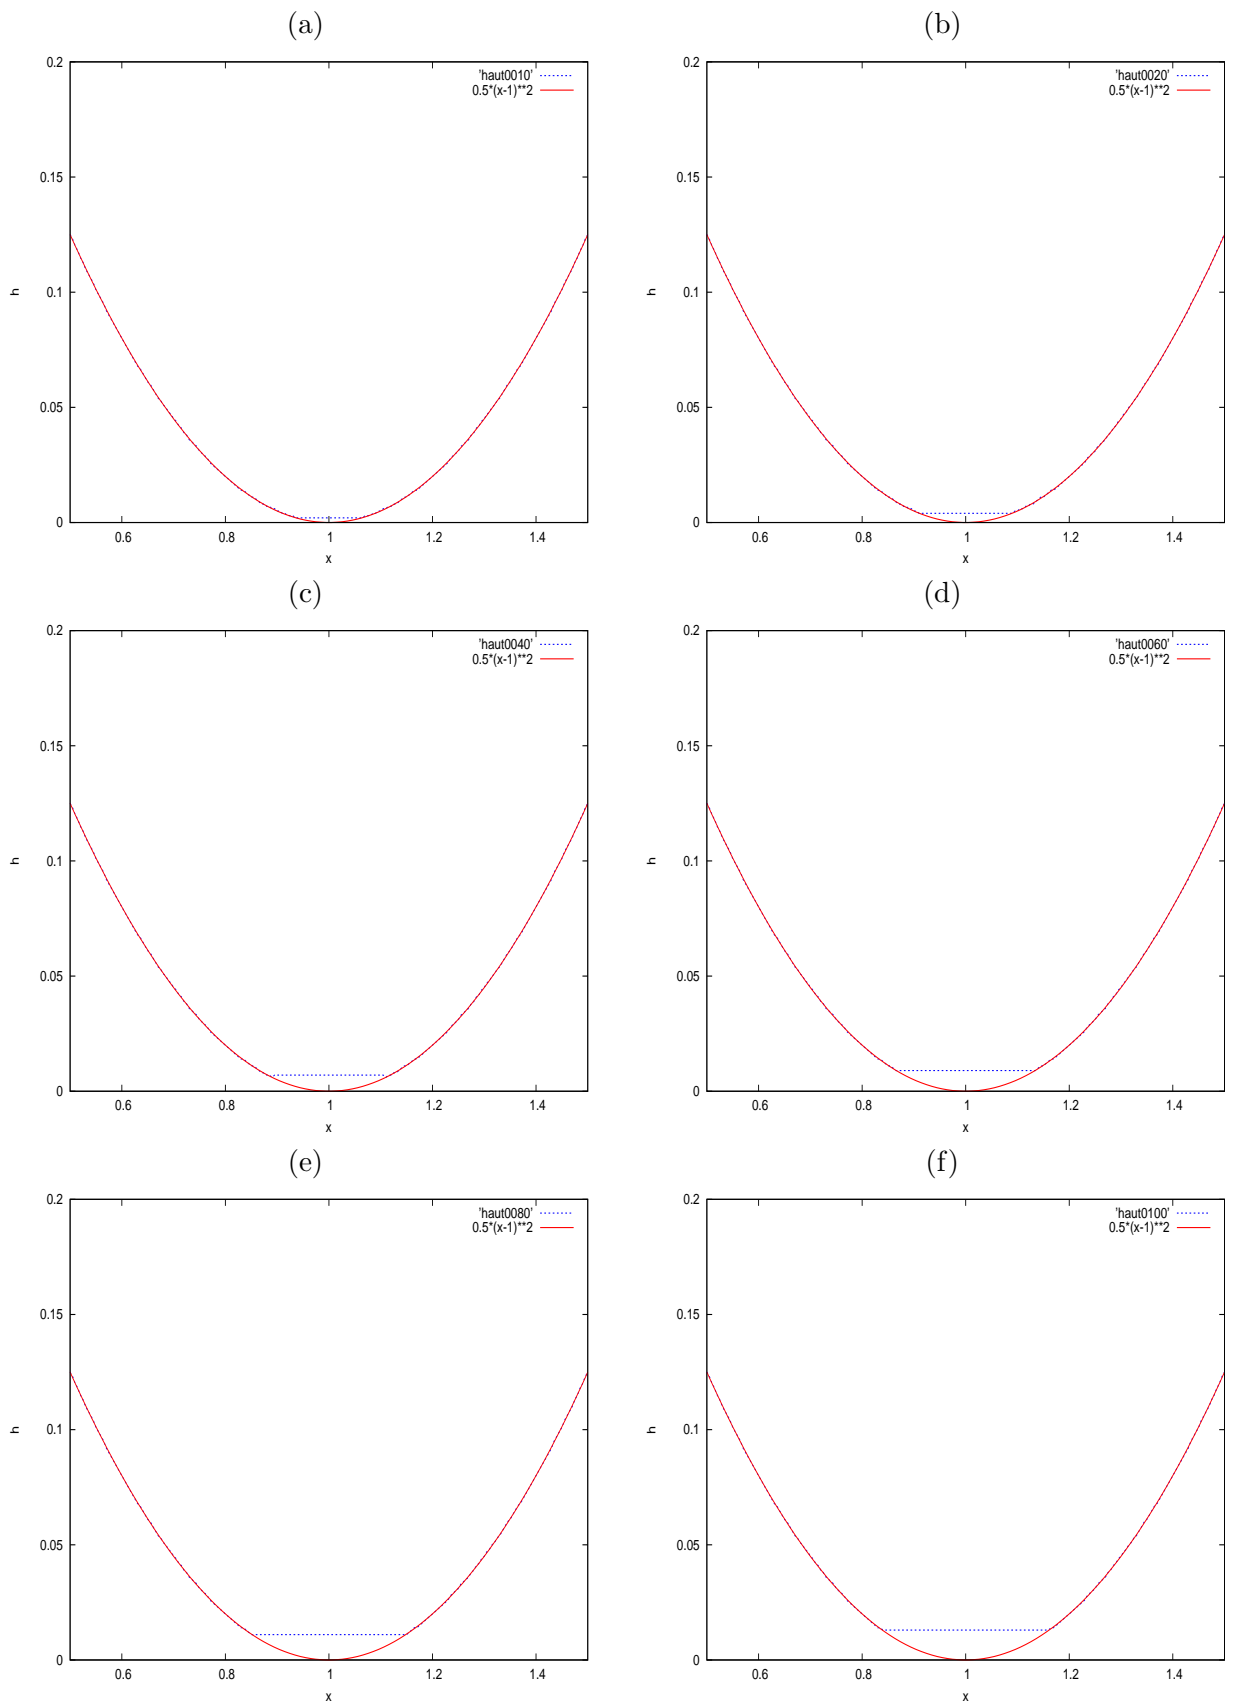 (a)
0.2
'haut0010'
0.5*(x-1)**2
0.15
h
0.1
0.05
0
0.6 0.8 1 1.2 1.4
x
(b)
0.2
'haut0020'
0.5*(x-1)**2
0.15
h
0.1
0.05
0
0.6 0.8 1 1.2 1.4
x
(c)
0.2
'haut0040'
0.5*(x-1)**2
0.15
h
0.1
0.05
0
0.6 0.8 1 1.2 1.4
x
(d)
0.2
'haut0060'
0.5*(x-1)**2
0.15
h
0.1
0.05
0
0.6 0.8 1 1.2 1.4
x
(e)
0.2
'haut0080'
0.5*(x-1)**2
0.15
h
0.1
0.05
0
0.6 0.8 1 1.2 1.4
x
(f)
0.2
'haut0100'
0.5*(x-1)**2
0.15
h
0.1
0.05
0
0.6 0.8 1 1.2 1.4
x